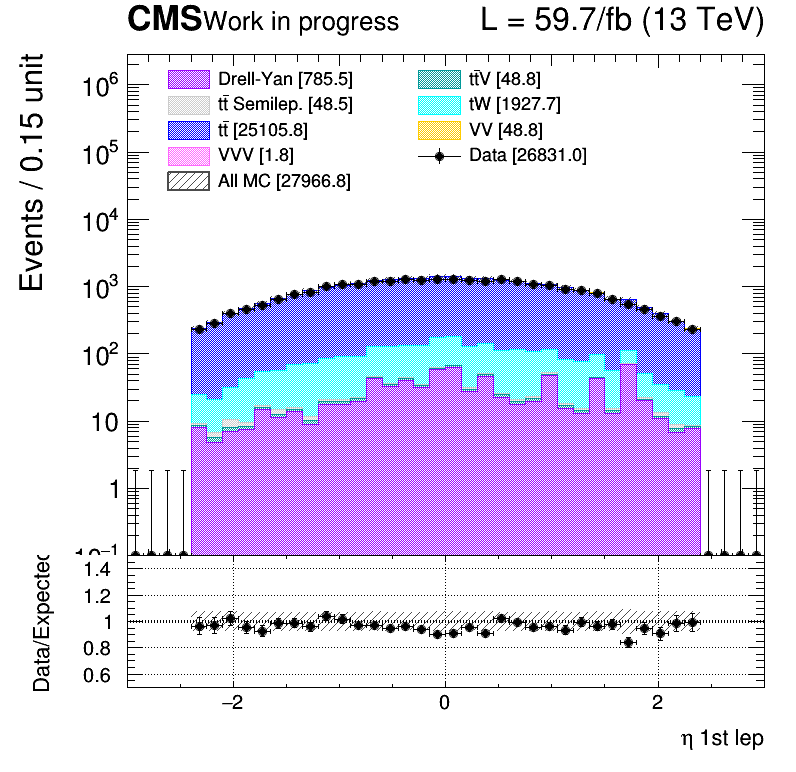 CMS Work in progress L = 59.7/fb (13 TeV)
Events / 0.15 unit
Drell-Yan [785.5] tt̄V [48.8]
tt̄ Semilep. [48.5] tW [1927.7]
tt̄ [25105.8] VV [48.8]
VVV [1.8] Data [26831.0]
All MC [27966.8]
10⁶
10⁵
10⁴
10³
10²
10
1
10⁻¹
Data/Expected
1.4
1.2
1
0.8
0.6
−2 0 2
η 1st lep